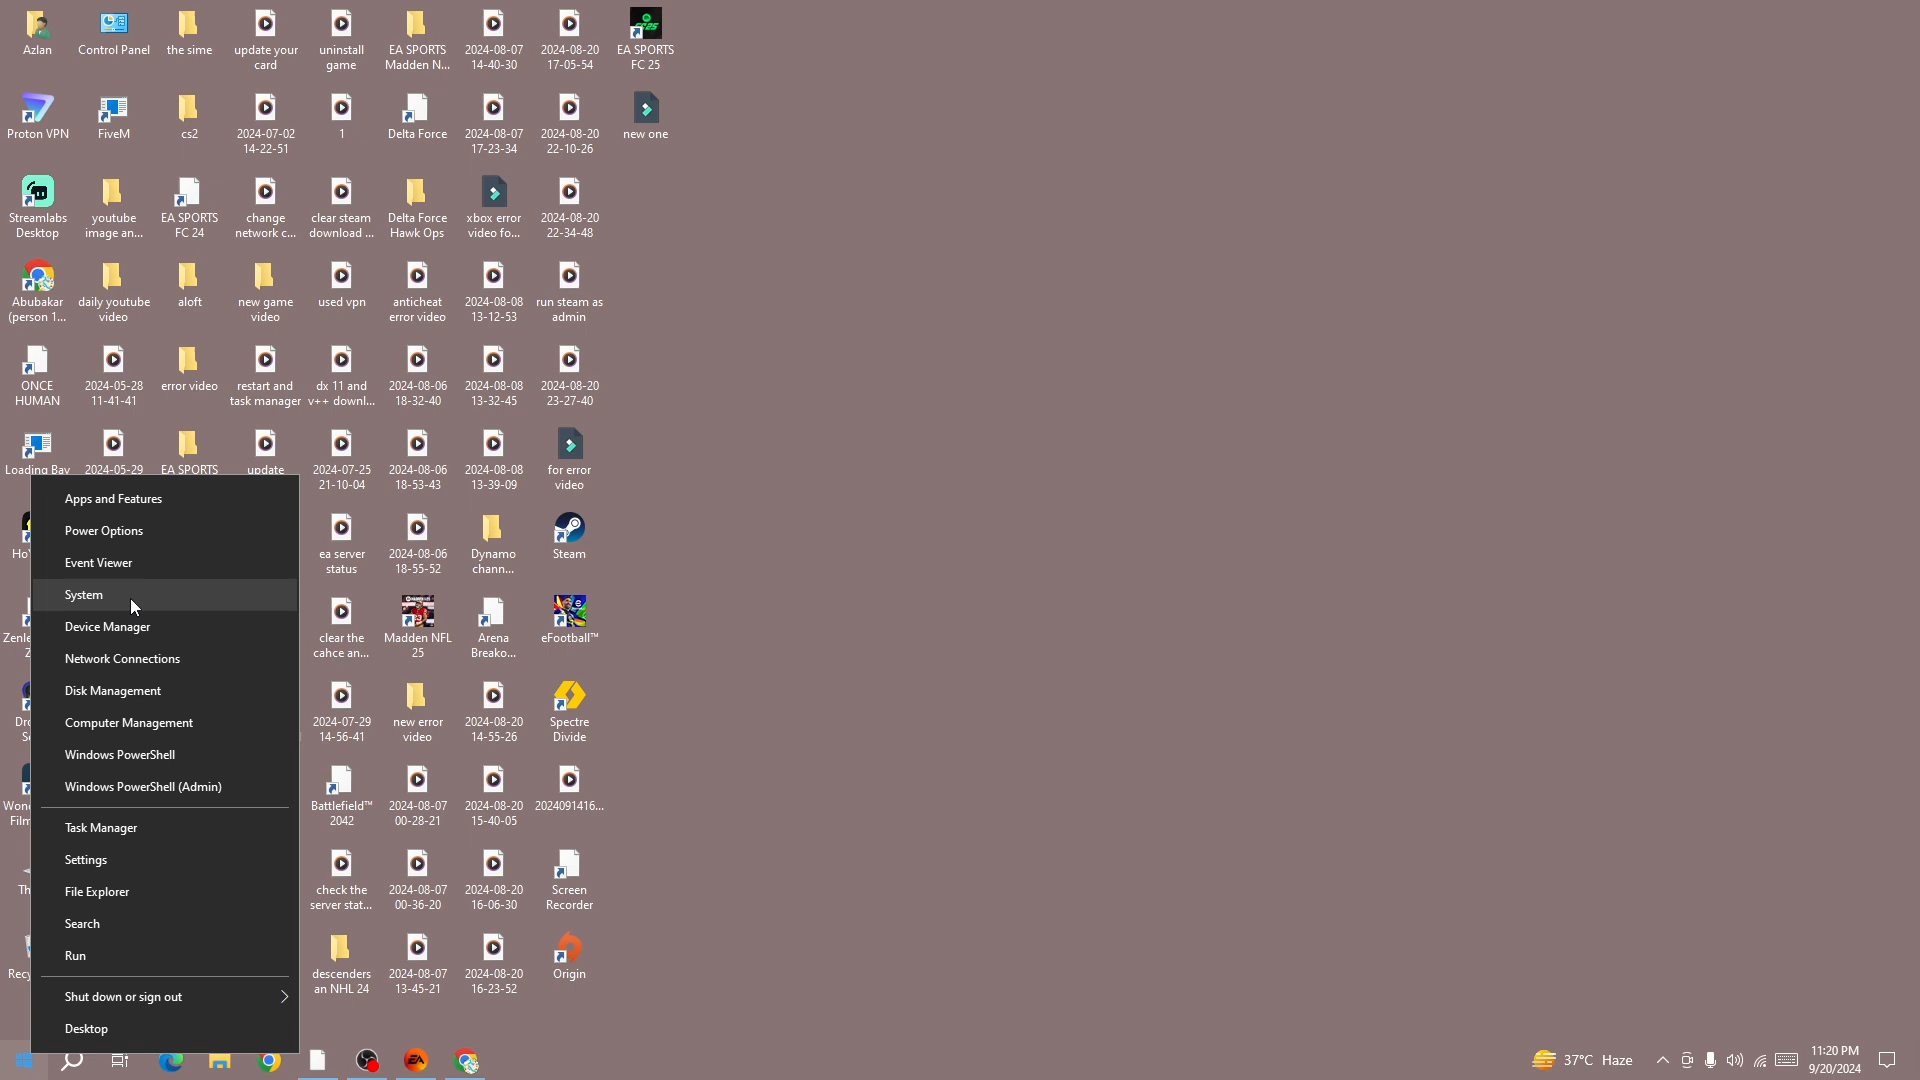 Azlan
Control Panel
the sime
update your
card
uninstall
game
EA SPORTS
Madden N...
2024-08-07
14-40-30
2024-08-20
17-05-54
EA SPORTS
FC 25
Proton VPN
FiveM
cs2
2024-07-02
14-22-51
1
Delta Force
2024-08-07
17-23-34
2024-08-20
22-10-26
new one
Streamlabs
Desktop
youtube
image an...
EA SPORTS
FC 24
change
network c...
clear steam
download ...
Delta Force
Hawk Ops
xbox error
video fo...
2024-08-20
22-34-48
Abubakar
(person 1...
daily youtube
video
aloft
new game
video
used vpn
anticheat
error video
2024-08-08
13-12-53
run steam as
admin
ONCE
HUMAN
2024-05-28
11-41-41
error video
restart and
task manager
dx 11 and
v++ downl...
2024-08-06
18-32-40
2024-08-08
13-32-45
2024-08-20
23-27-40
Loading Bay
2024-05-29
EA SPORTS
update
2024-07-25
21-10-04
2024-08-06
18-53-43
2024-08-08
13-39-09
for error
video
ea server
status
2024-08-06
18-55-52
Dynamo
chann...
Steam
clear the
cahce an...
Madden NFL
25
Arena
Breako...
eFootball™
2024-07-29
14-56-41
new error
video
2024-08-20
14-55-26
Spectre
Divide
Battlefield™
2042
2024-08-07
00-28-21
2024-08-20
15-40-05
2024091416...
check the
server stat...
2024-08-07
00-36-20
2024-08-20
16-06-30
Screen
Recorder
descenders
an NHL 24
2024-08-07
13-45-21
2024-08-20
16-23-52
Origin
Apps and Features
Power Options
Event Viewer
System
Device Manager
Network Connections
Disk Management
Computer Management
Windows PowerShell
Windows PowerShell (Admin)
Task Manager
Settings
File Explorer
Search
Run
Shut down or sign out
Desktop
37°C Haze
11:20 PM
9/20/2024